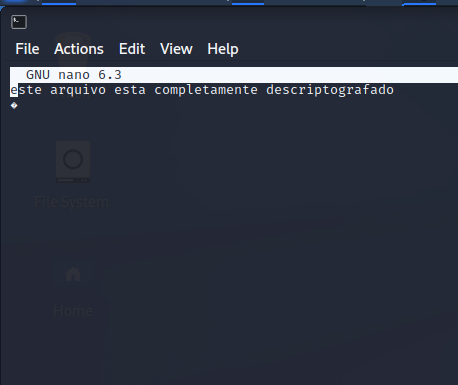 File Actions Edit View Help
GNU nano 6.3
este arquivo esta completamente descriptografado
�
File System
Home